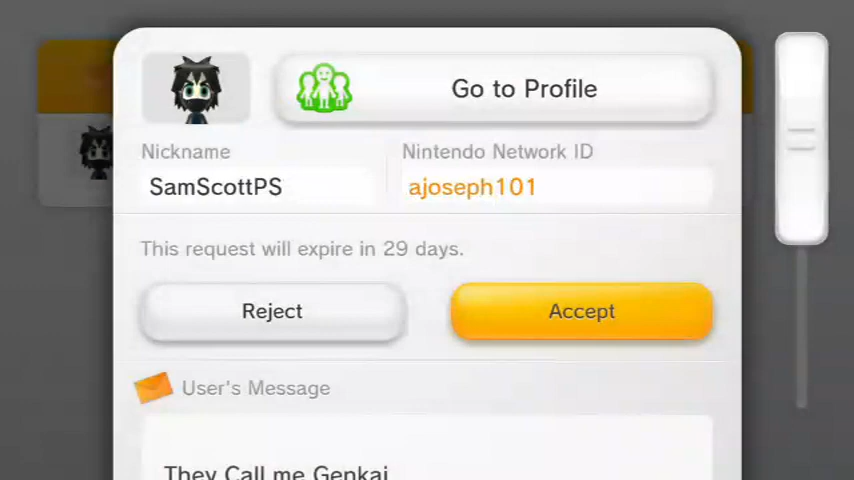 Go to Profile
Nickname
Nintendo Network ID
SamScottPS
ajoseph101
This request will expire in 29 days.
Reject
Accept
User's Message
They Call me Genkai